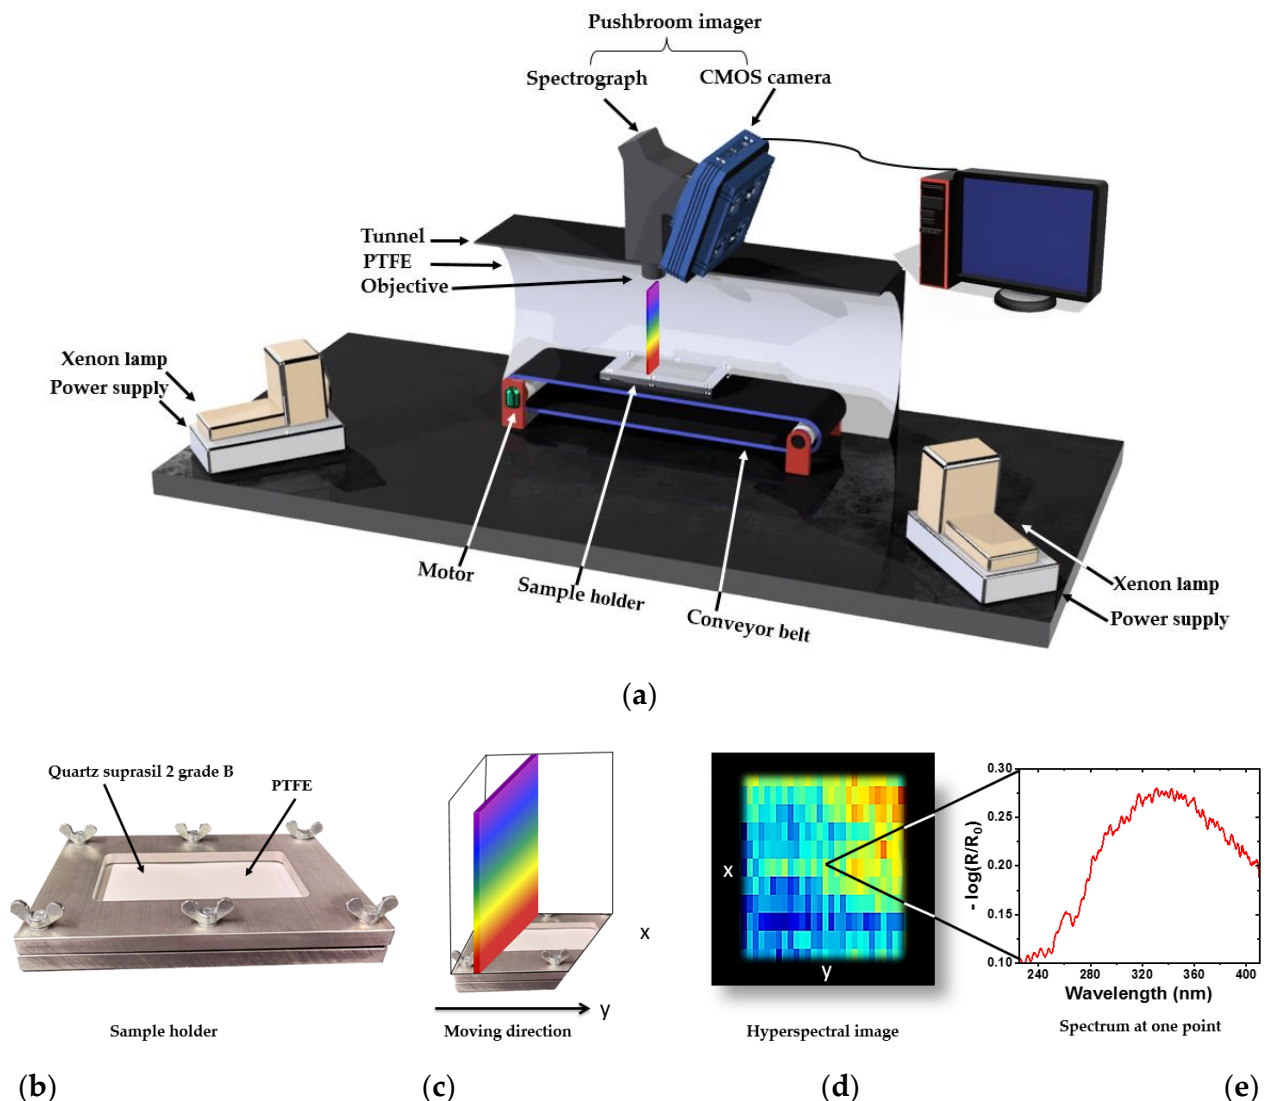 Pushbroom imager
Spectrograph
CMOS camera
Tunnel
PTFE
Objective
Xenon lamp
Power supply
Motor
Sample holder
Conveyor belt
Xenon lamp
Power supply
(a)
Quartz suprasil 2 grade B
PTFE
Sample holder
(b)
x
y
Moving direction
(c)
x
y
Hyperspectral image
(d)
0.30
0.25
0.20
0.15
0.10
- log(R/R0)
240 280 320 360 400
Wavelength (nm)
Spectrum at one point
(e)